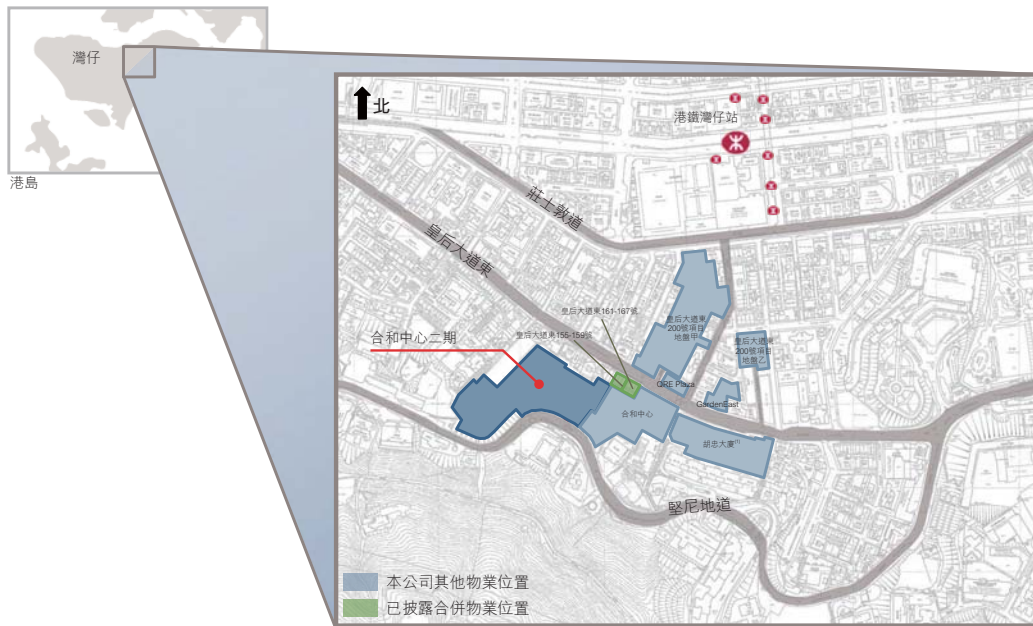 灣仔
港島
北
港鐵灣仔站
莊士敦道
皇后大道東
皇后大道東161-167號
皇后大道東
200號項目
地盤甲
皇后大道東155-159號
合和中心二期
皇后大道東
200號項目
地盤乙
QRE Plaza
GardenEast
合和中心
胡忠大廈
堅尼地道
本公司其他物業位置
已披露合併物業位置